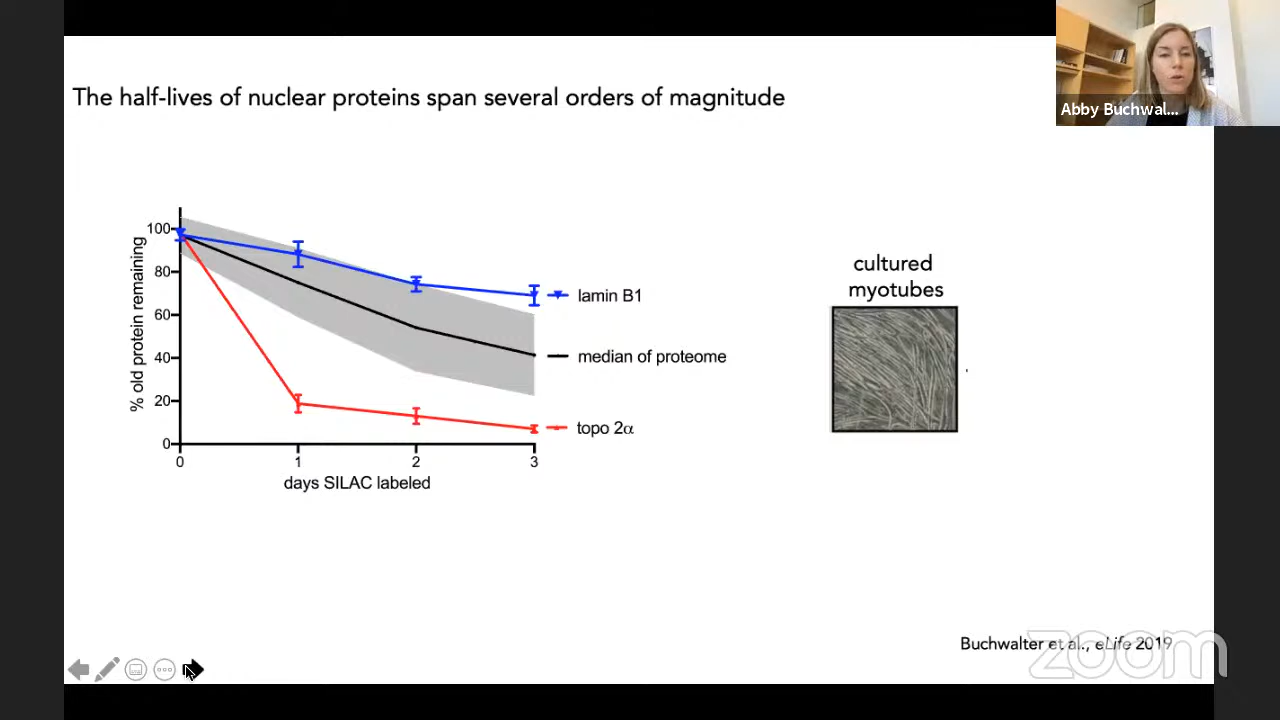 The half-lives of nuclear proteins span several orders of magnitude
Abby Buchwal...
% old protein remaining
100
80
60
40
20
0
0 1 2 3
days SILAC labeled
lamin B1
median of proteome
topo 2α
cultured
myotubes
Buchwalter et al., eLife 2019
zoom